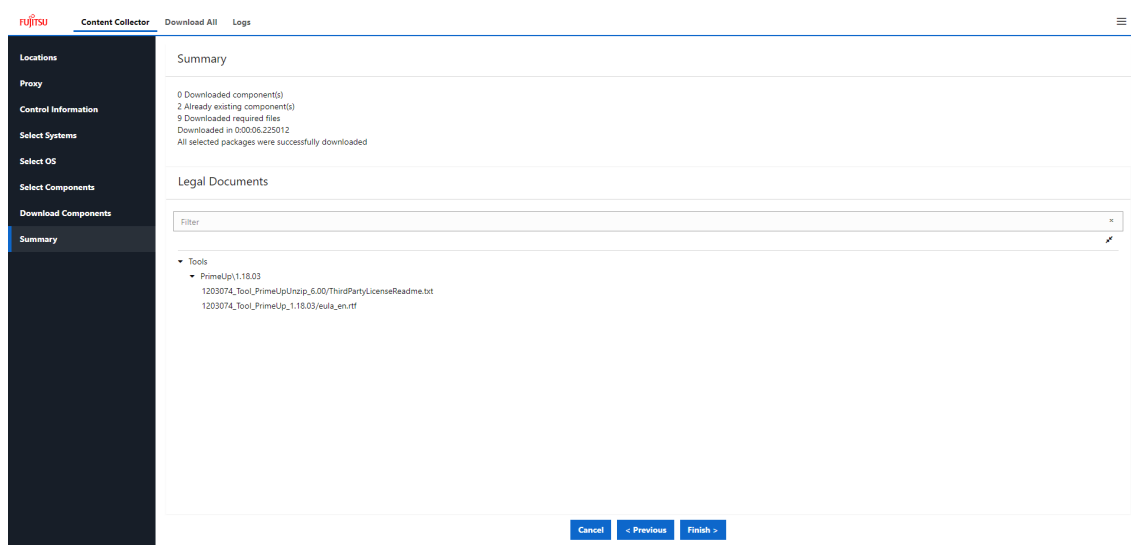 FUJITSU Content Collector Download All Logs
Locations
Proxy
Control Information
Select Systems
Select OS
Select Components
Download Components
Summary
Summary
0 Downloaded component(s)
2 Already existing component(s)
9 Downloaded required files
Downloaded in 0:00:06.225012
All selected packages were successfully downloaded
Legal Documents
Filter
Tools
PrimeUp\1.18.03
1203074_Tool_PrimeUpUnzip_6.00/ThirdPartyLicenseReadme.txt
1203074_Tool_PrimeUp_1.18.03/eula_en.rtf
Cancel < Previous Finish >